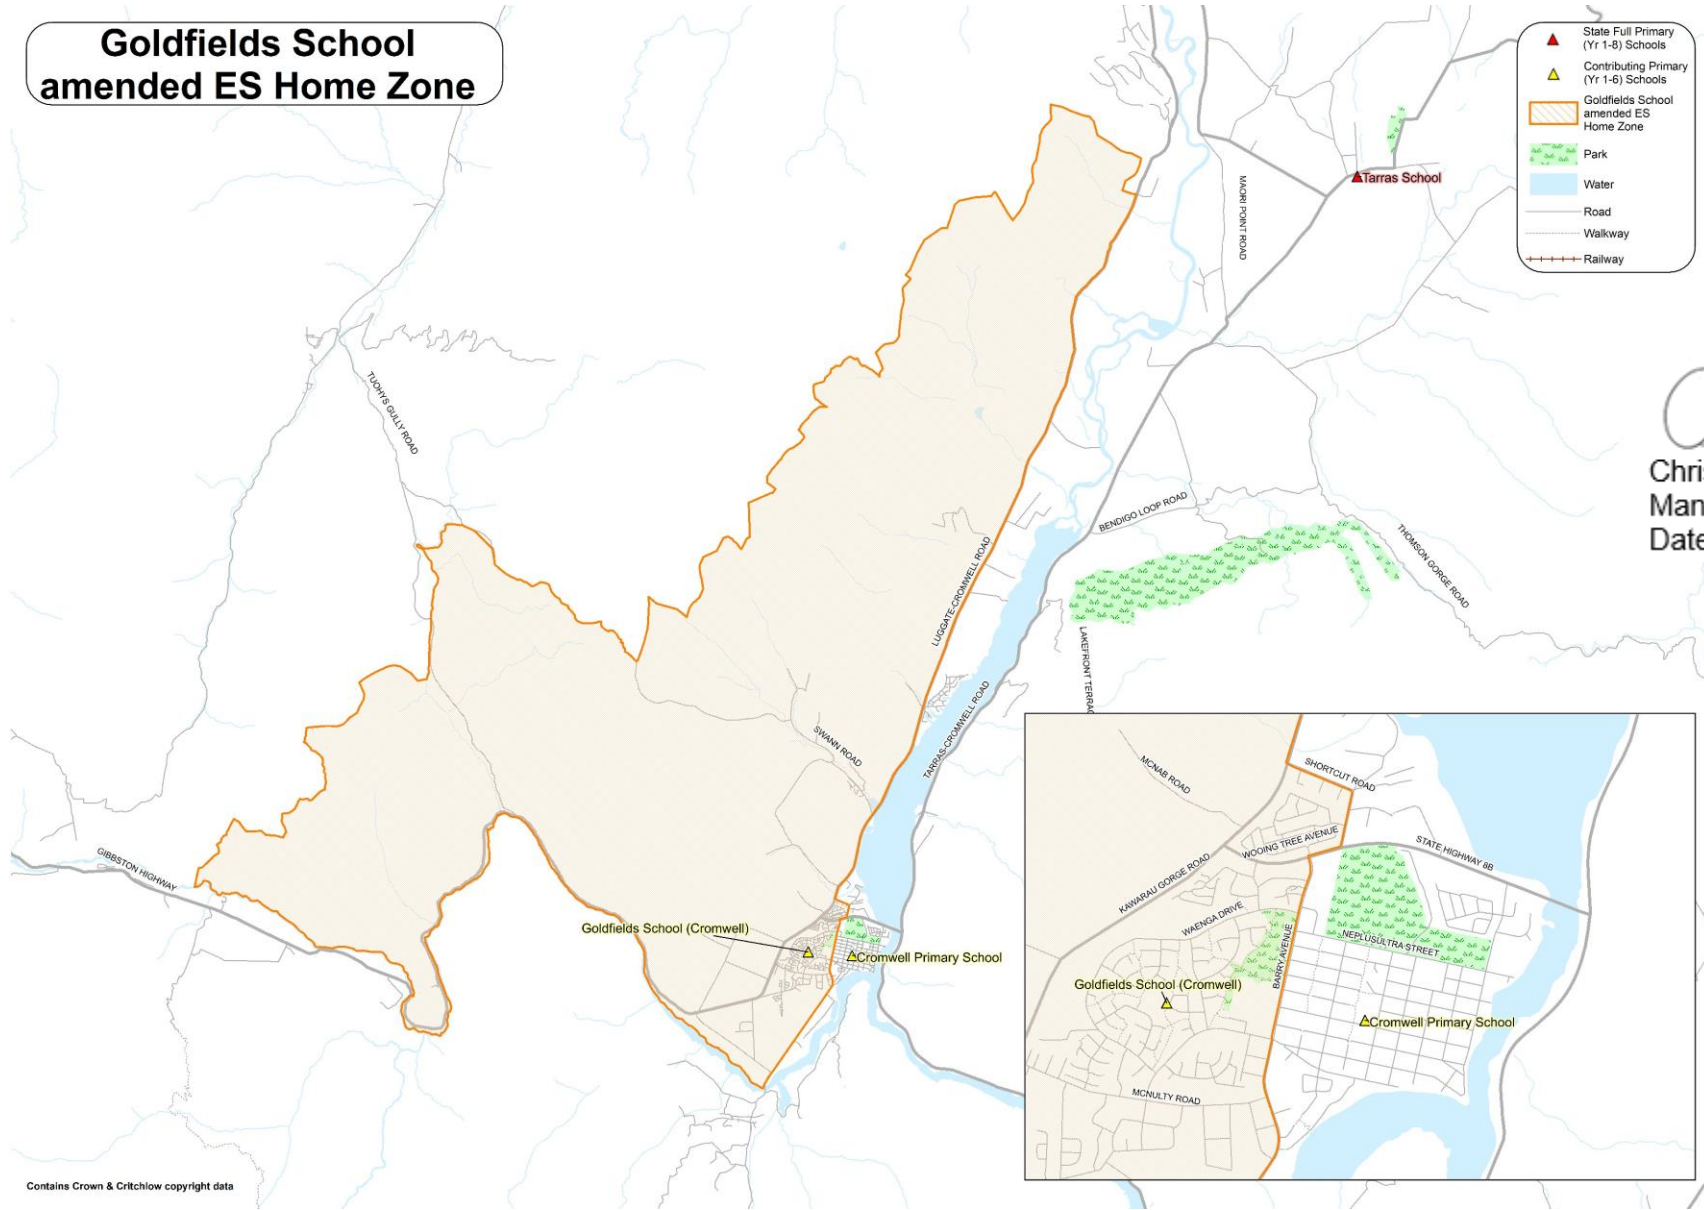 Goldfields School
amended ES Home Zone
State Full Primary
(Yr 1-8) Schools
Contributing Primary
(Yr 1-6) Schools
Goldfields School
amended ES
Home Zone
Park
Water
Road
Walkway
Railway
Tarras School
MAORI POINT ROAD
TUOHYS GULLY ROAD
Chri
Man
Date
BENDIGO LOOP ROAD
THOMSON GORGE ROAD
LUGGATE-CROMWELL ROAD
LAKEFRONT TERRAC
TARRAS-CROMWELL ROAD
SWANN ROAD
GIBBSTON HIGHWAY
Goldfields School (Cromwell)
Cromwell Primary School
SHORTCUT ROAD
MCNAB ROAD
WOOING TREE AVENUE
STATE HIGHWAY 8B
KAWARAU GORGE ROAD
WAENGA DRIVE
NEPLUSULTRA STREET
BARRY AVENUE
Goldfields School (Cromwell)
Cromwell Primary School
MCNULTY ROAD
Contains Crown & Critchlow copyright data